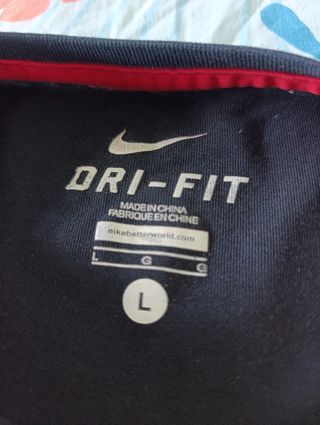 DRI-FIT
MADE IN CHINA
FABRIQUE EN CHINE
nikebetterworld.com
L G G
L